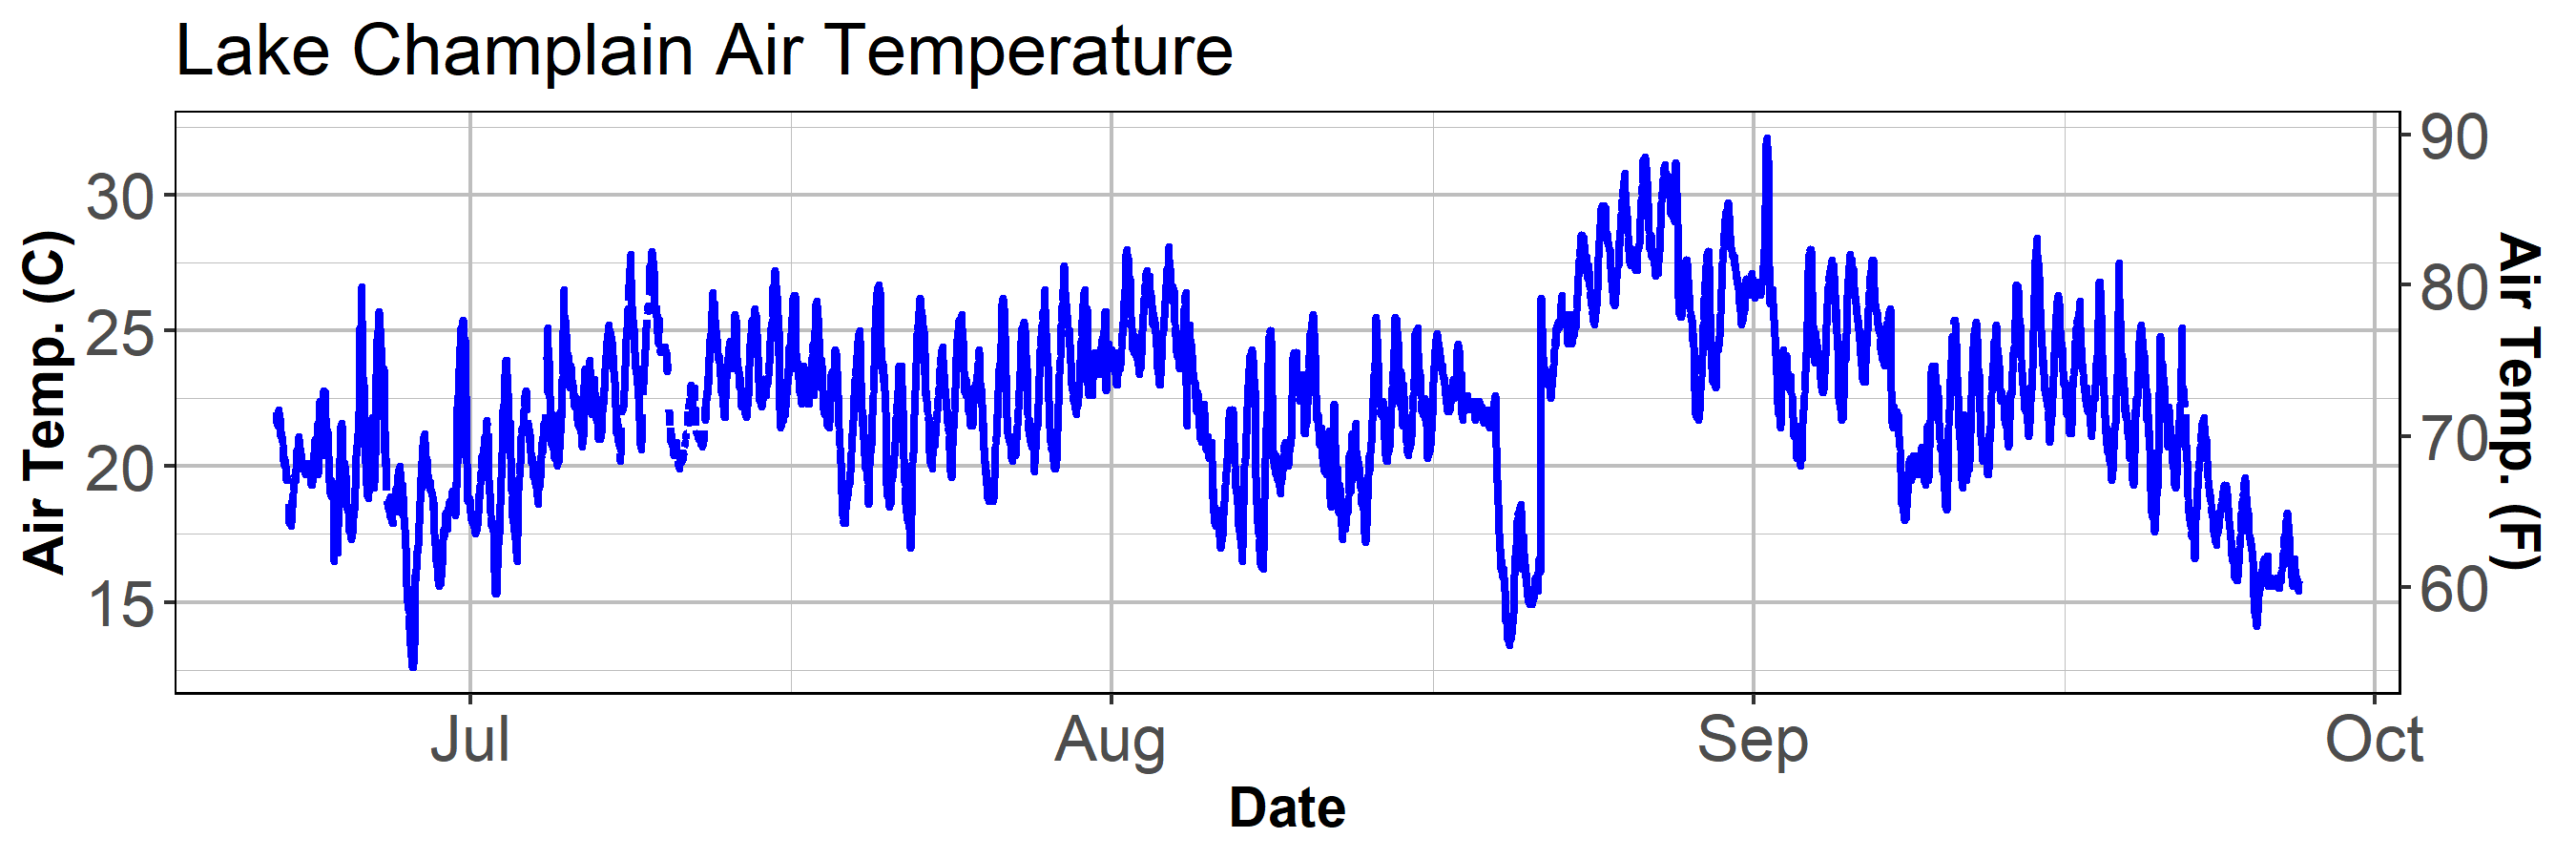 Lake Champlain Air Temperature
Air Temp. (C)
30
25
20
15
90
80
70
60
Air Temp. (F)
Jul
Aug
Sep
Oct
Date